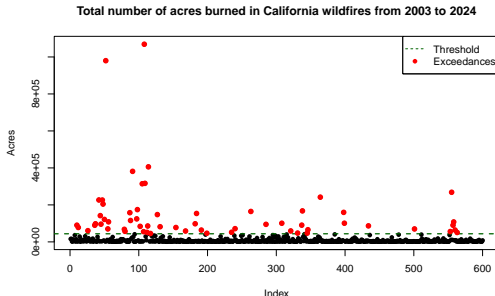 Total number of acres burned in California wildfires from 2003 to 2024
Threshold
Exceedances
8e+05
4e+05
0e+00
Acres
0 100 200 300 400 500 600
Index